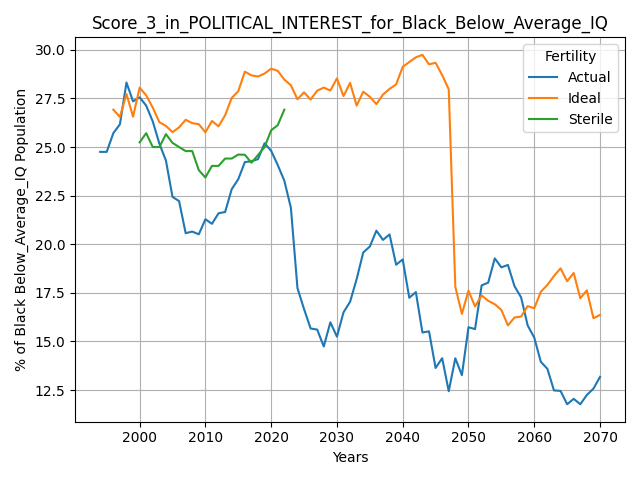 Score_3_in_POLITICAL_INTEREST_for_Black_Below_Average_IQ
% of Black Below_Average_IQ Population
30.0
27.5
25.0
22.5
20.0
17.5
15.0
12.5
Fertility
Actual
Ideal
Sterile
2000 2010 2020 2030 2040 2050 2060 2070
Years